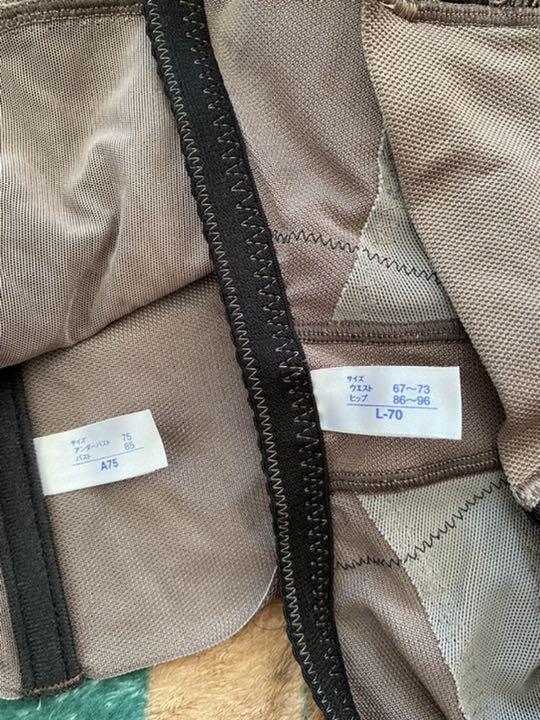 サイズ
アンダーバスト 75
バスト 85
A75
サイズ
ウエスト 67〜73
ヒップ 86〜96
L-70